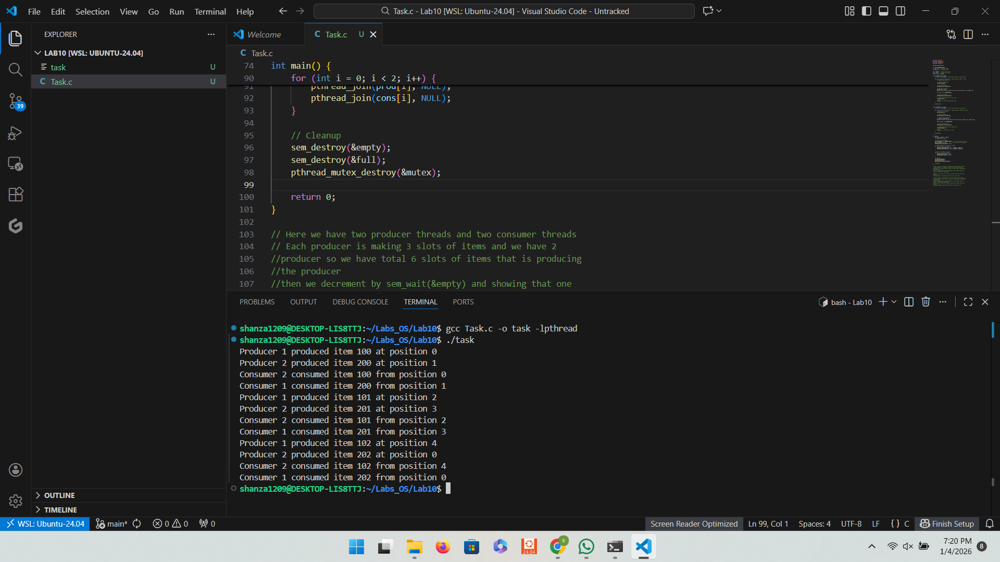 File Edit Selection View Go Run Terminal Help
Task.c - Lab10 [WSL: Ubuntu-24.04] - Visual Studio Code - Untracked
EXPLORER
LAB10 [WSL: UBUNTU-24.04]
task U
Task.c U
39
Welcome
C Task.c U
C Task.c
74 int main() {
90 for (int i = 0; i < 2; i++) {
91 pthread_join(prod[i], NULL);
92 pthread_join(cons[i], NULL);
93 }
94
95 // Cleanup
96 sem_destroy(&empty);
97 sem_destroy(&full);
98 pthread_mutex_destroy(&mutex);
99
100 return 0;
101 }
102
103 // Here we have two producer threads and two consumer threads
104 // Each producer is making 3 slots of items and we have 2
105 //producer so we have total 6 slots of items that is producing
106 //the producer
107 //then we decrement by sem_wait(&empty) and showing that one
PROBLEMS OUTPUT DEBUG CONSOLE TERMINAL PORTS
bash - Lab10
shanza1209@DESKTOP-LIS8TTJ:~/Labs_OS/Lab10$ gcc Task.c -o task -lpthread
shanza1209@DESKTOP-LIS8TTJ:~/Labs_OS/Lab10$ ./task
Producer 1 produced item 100 at position 0
Producer 2 produced item 200 at position 1
Consumer 2 consumed item 100 from position 0
Consumer 1 consumed item 200 from position 1
Producer 1 produced item 101 at position 2
Producer 2 produced item 201 at position 3
Consumer 2 consumed item 101 from position 2
Consumer 1 consumed item 201 from position 3
Producer 1 produced item 102 at position 4
Producer 2 produced item 202 at position 0
Consumer 2 consumed item 102 from position 4
Consumer 1 consumed item 202 from position 0
shanza1209@DESKTOP-LIS8TTJ:~/Labs_OS/Lab10$
OUTLINE
TIMELINE
WSL: Ubuntu-24.04 main* 0 0 0
Screen Reader Optimized Ln 99, Col 1 Spaces: 4 UTF-8 LF {} C Finish Setup
24.04
S
7:20 PM
1/4/2026
8